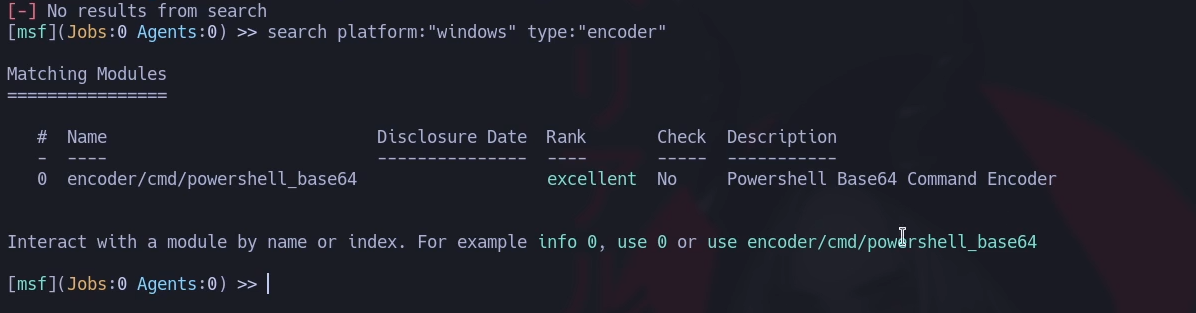 [-] No results from search
[msf](Jobs:0 Agents:0) >> search platform:"windows" type:"encoder"
Matching Modules
================
# Name Disclosure Date Rank Check Description
- ---- --------------- ---- ----- -----------
0 encoder/cmd/powershell_base64 excellent No Powershell Base64 Command Encoder
Interact with a module by name or index. For example info 0, use 0 or use encoder/cmd/powershell_base64
[msf](Jobs:0 Agents:0) >>